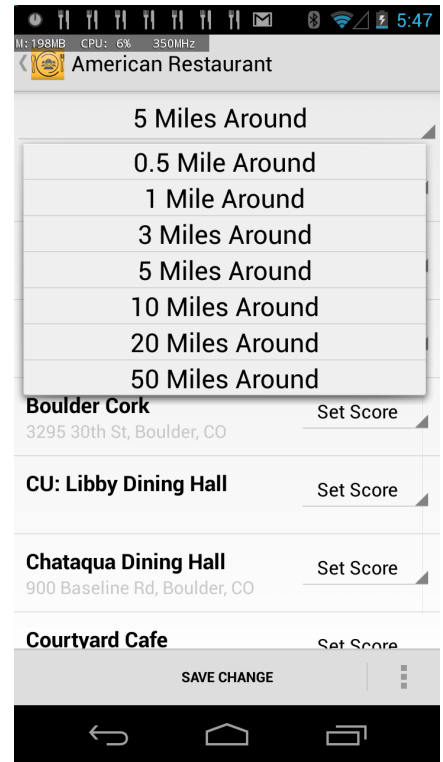 5:47
M: 198MB CPU: 6% 350MHz
American Restaurant
5 Miles Around
0.5 Mile Around
1 Mile Around
3 Miles Around
5 Miles Around
10 Miles Around
20 Miles Around
50 Miles Around
Boulder Cork
Set Score
3295 30th St, Boulder, CO
CU: Libby Dining Hall
Set Score
Chataqua Dining Hall
Set Score
900 Baseline Rd, Boulder, CO
Courtyard Cafe
Set Score
SAVE CHANGE